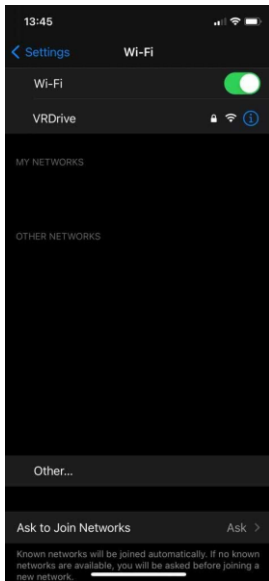 13:45
Settings
Wi-Fi
Wi-Fi
VRDrive
MY NETWORKS
OTHER NETWORKS
Other...
Ask to Join Networks
Ask
Known networks will be joined automatically. If no known
networks are available, you will be asked before joining a
new network.